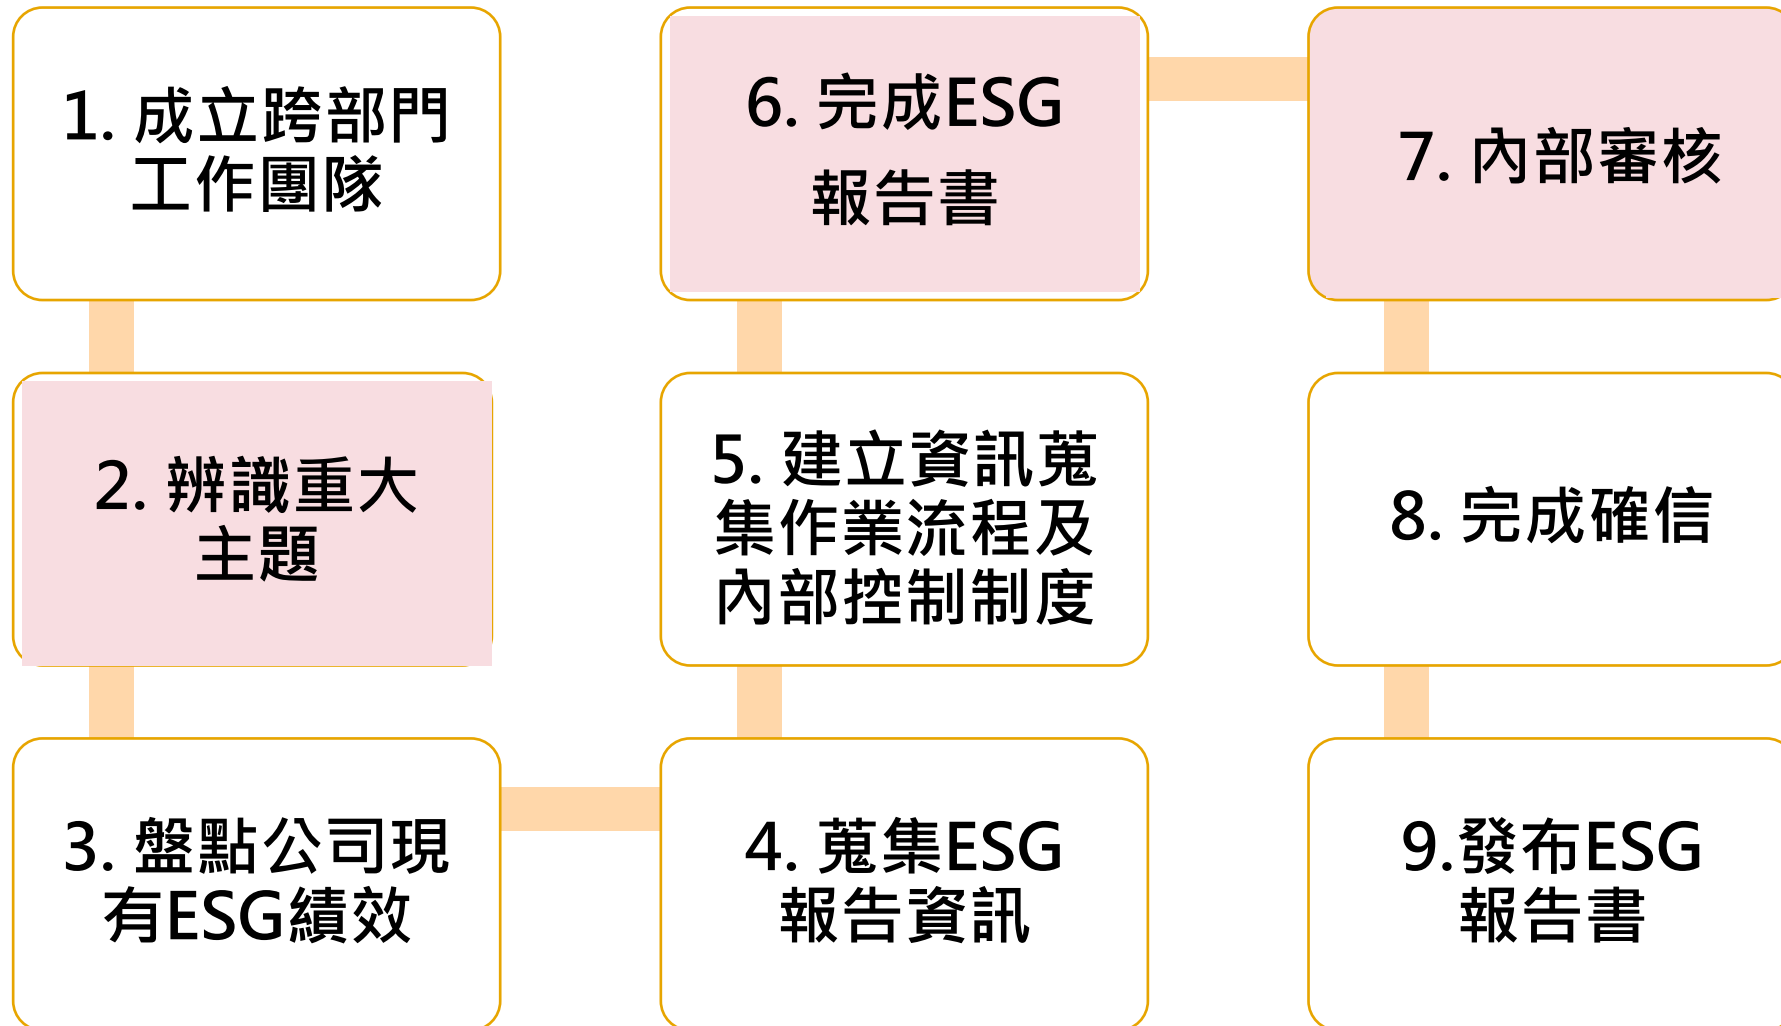 1. 成立跨部門
工作團隊
2. 辨識重大
主題
3. 盤點公司現
有ESG績效
4. 蒐集ESG
報告資訊
5. 建立資訊蒐
集作業流程及
內部控制制度
6. 完成ESG
報告書
7. 內部審核
8. 完成確信
9.發布ESG
報告書